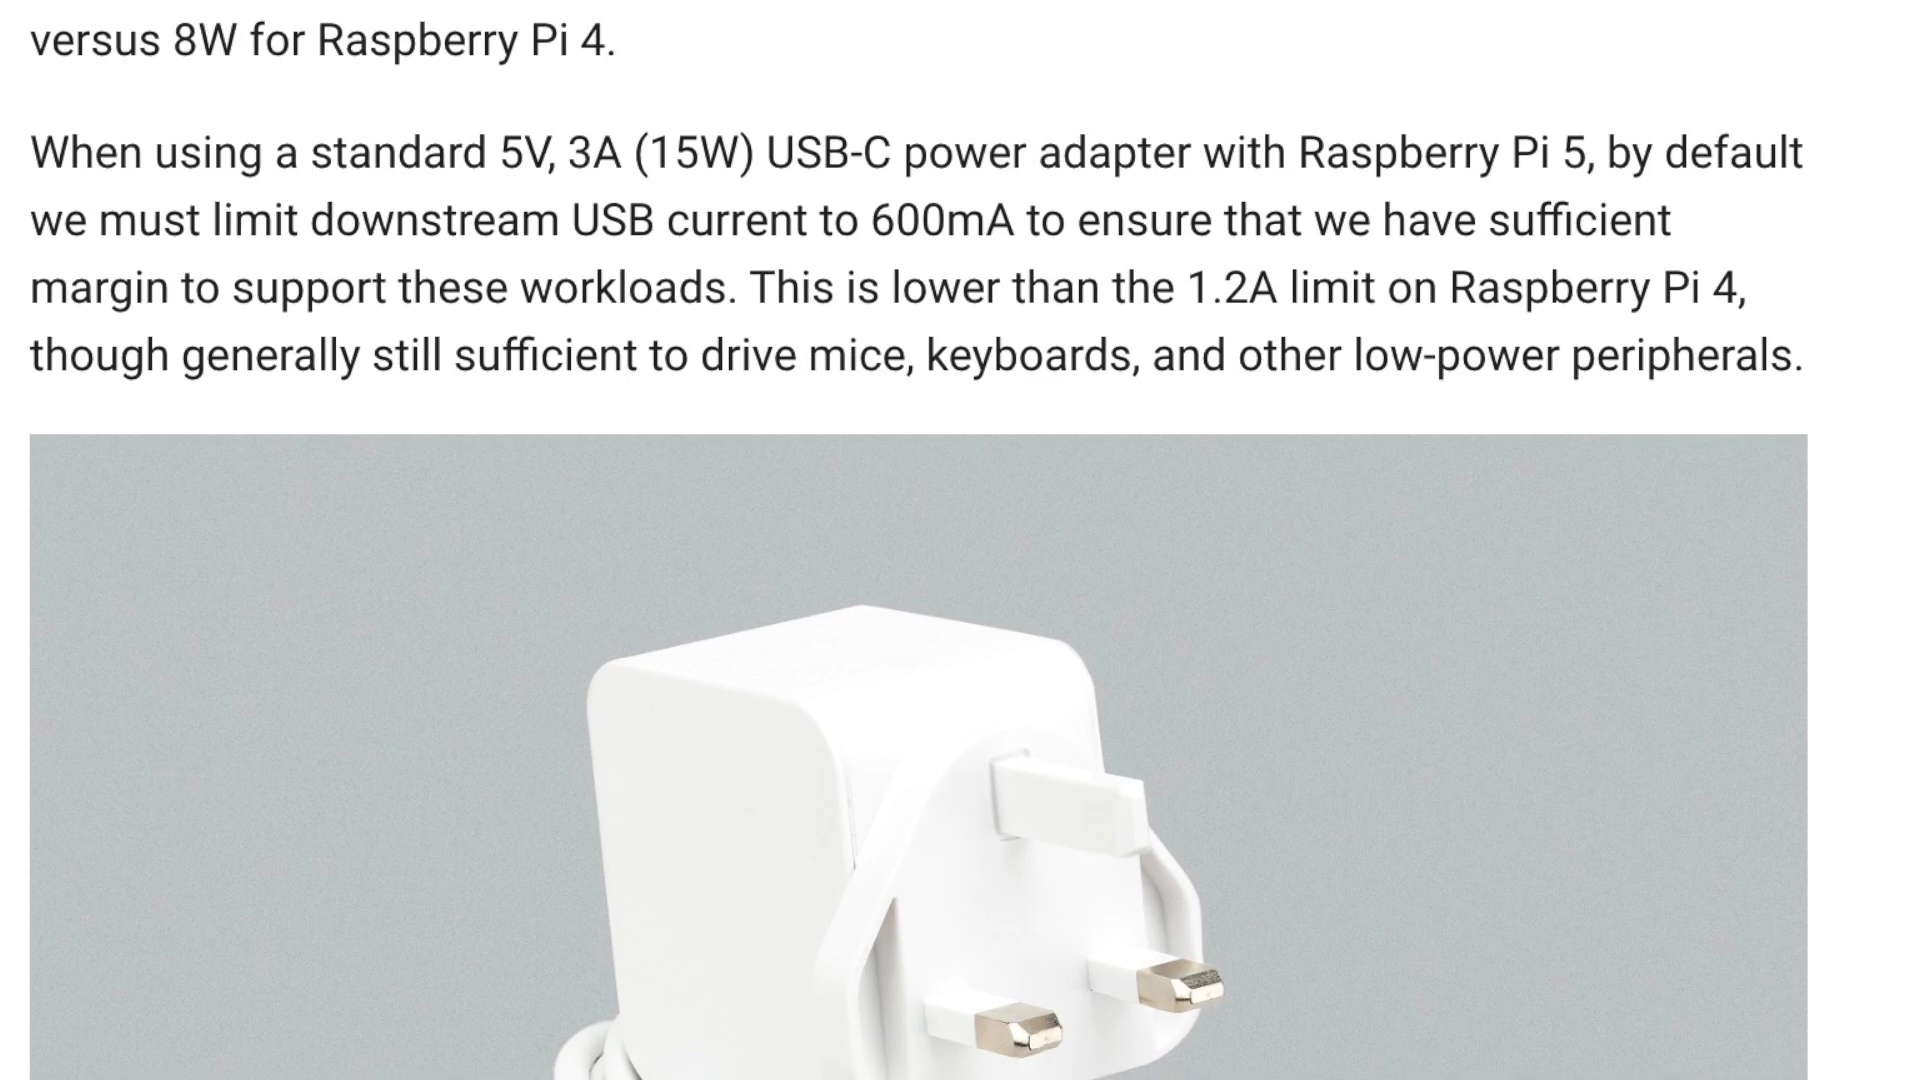 versus 8W for Raspberry Pi 4.
When using a standard 5V, 3A (15W) USB-C power adapter with Raspberry Pi 5, by default
we must limit downstream USB current to 600mA to ensure that we have sufficient
margin to support these workloads. This is lower than the 1.2A limit on Raspberry Pi 4,
though generally still sufficient to drive mice, keyboards, and other low-power peripherals.